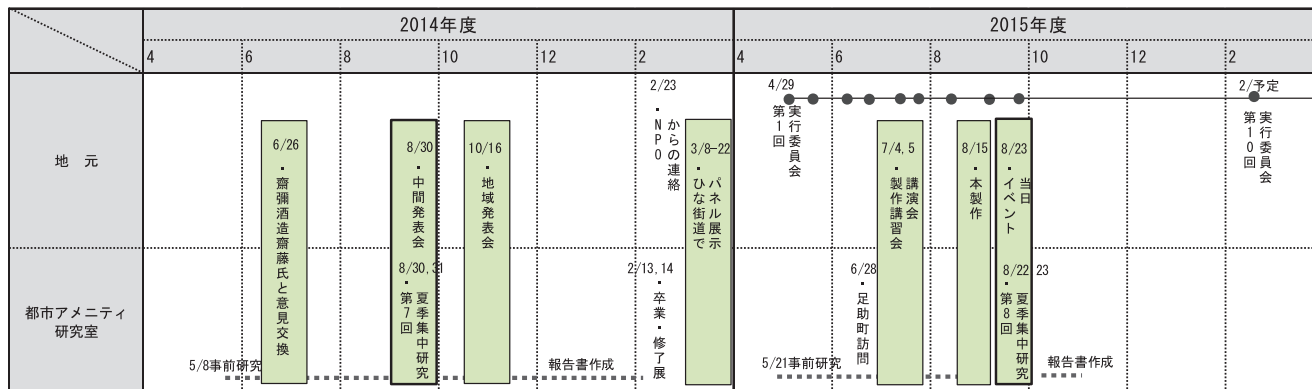 2014年度
2015年度
4
6
8
10
12
2
4
6
8
10
12
2
地　元
6/26
・齋彌酒造齋藤氏と意見交換
8/30
・中間発表会
10/16
・地域発表会
2/23
・NPO
からの連絡
3/8-22
・ひな街道で
パネル展示
4/29
第1回
実行委員会
7/4, 5
・製作講習会
講演会
8/15
・本製作
8/23
・イベント
当日
2/予定
第10回
実行委員会
都市アメニティ
研究室
5/8事前研究
8/30, 31
・第7回
夏季集中研究
報告書作成
2/13, 14
・卒業・修了展
5/21事前研究
6/28
・足助町訪問
8/22 23
・第8回
夏季集中研究
報告書作成